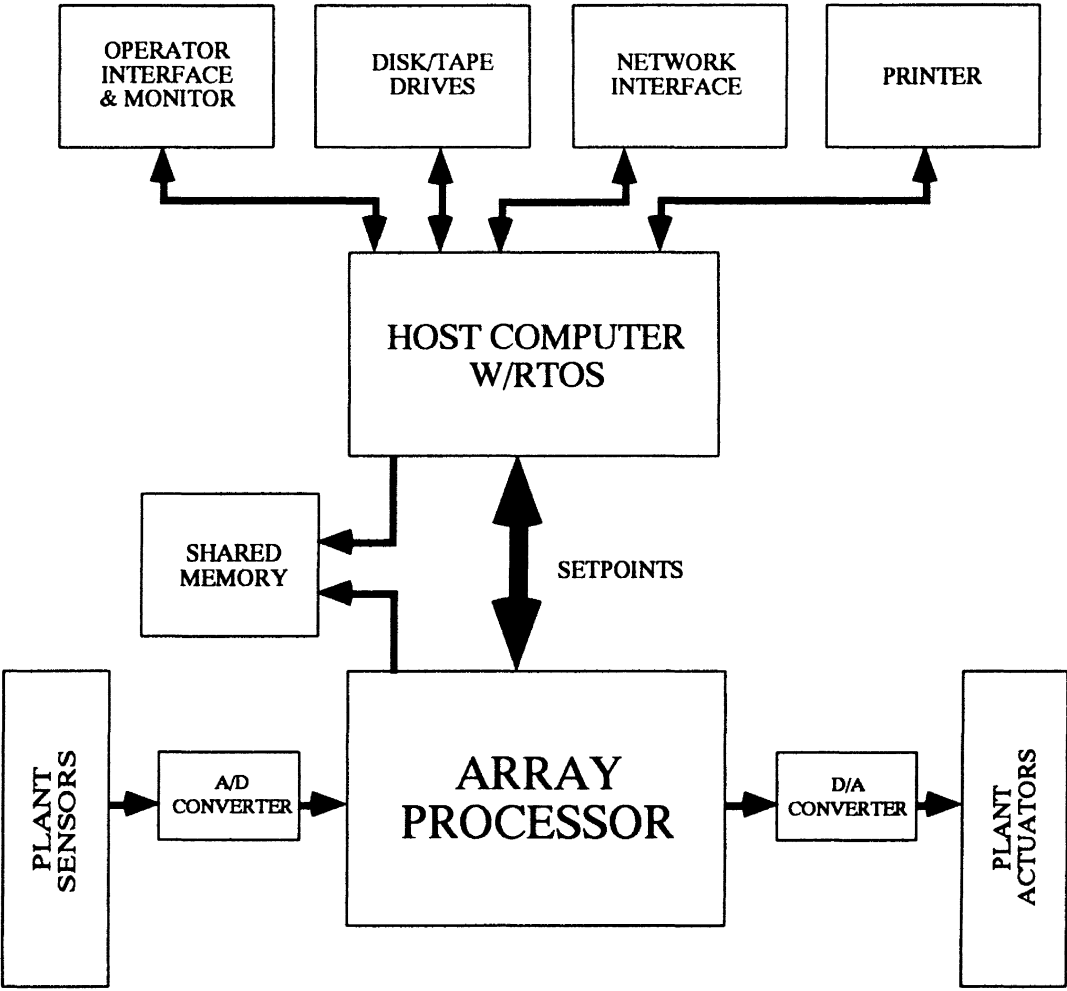 OPERATOR
INTERFACE
& MONITOR
DISK/TAPE
DRIVES
NETWORK
INTERFACE
PRINTER
HOST COMPUTER
W/RTOS
SHARED
MEMORY
SETPOINTS
PLANT
SENSORS
A/D
CONVERTER
ARRAY
PROCESSOR
D/A
CONVERTER
PLANT
ACTUATORS